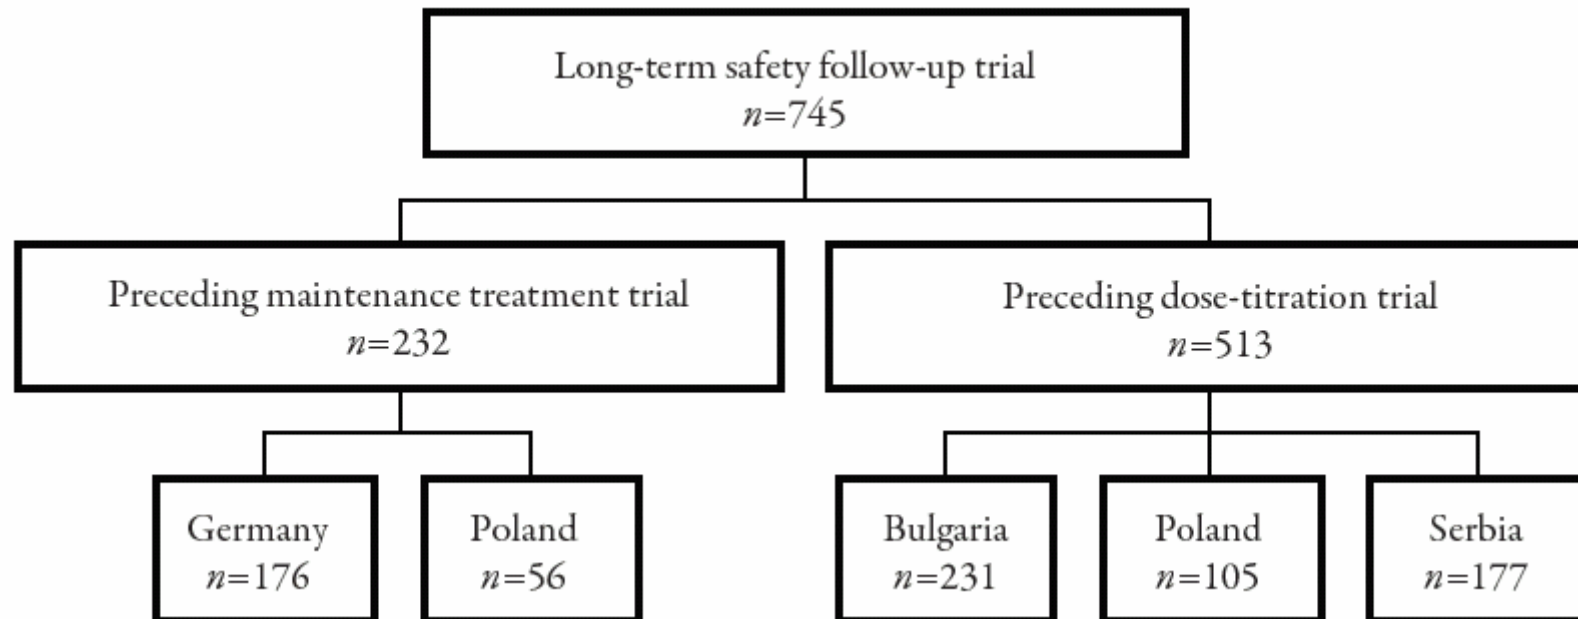 Long-term safety follow-up trial
n=745
Preceding maintenance treatment trial
n=232
Preceding dose-titration trial
n=513
Germany
n=176
Poland
n=56
Bulgaria
n=231
Poland
n=105
Serbia
n=177